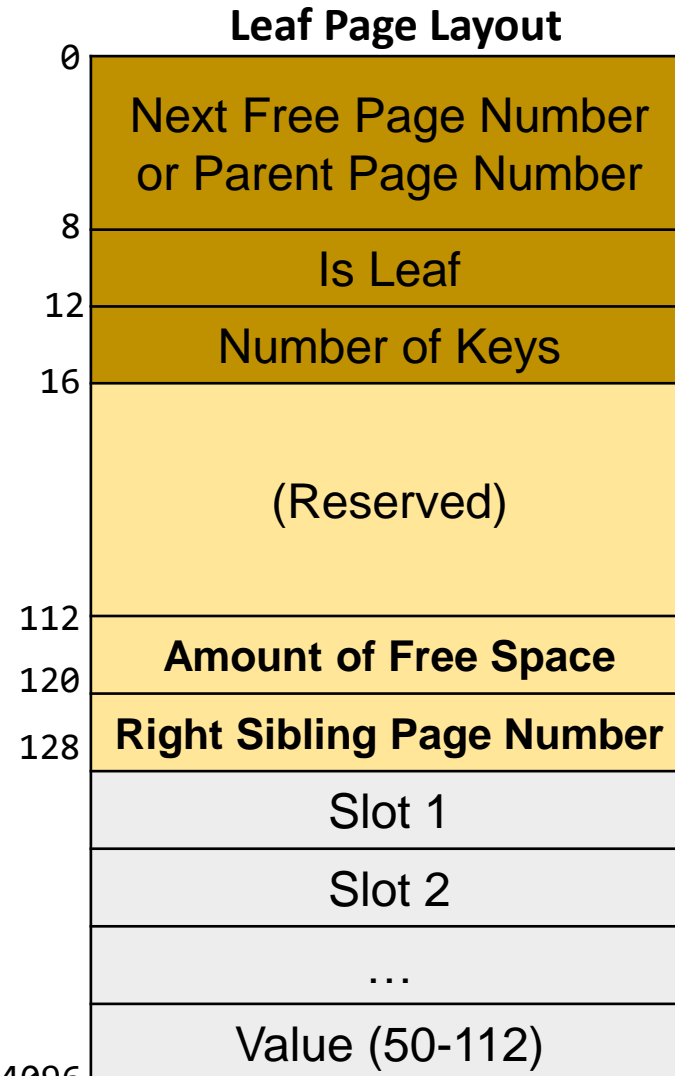 Leaf Page Layout
0
Next Free Page Number
or Parent Page Number
8
Is Leaf
12
Number of Keys
16
(Reserved)
112
Amount of Free Space
120
Right Sibling Page Number
128
Slot 1
Slot 2
…
Value (50-112)
4096